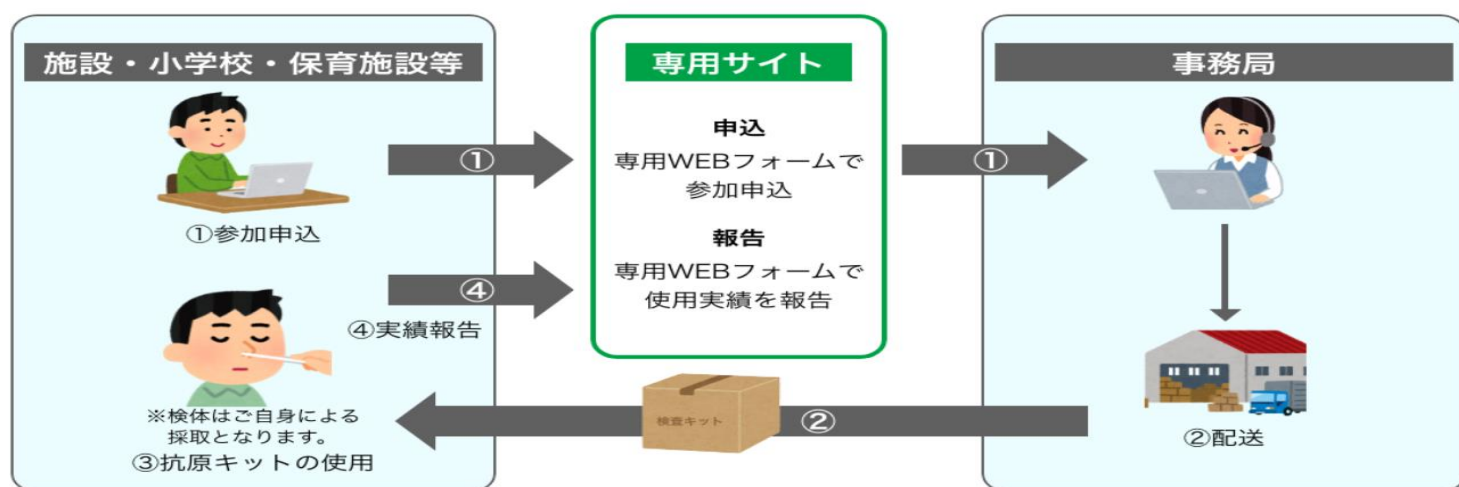 施設・小学校・保育施設等
①
①参加申込
④
④実績報告
※検体はご自身による
採取となります。
③抗原キットの使用
専用サイト
申込
専用WEBフォームで
参加申込
報告
専用WEBフォームで
使用実績を報告
検査キット
②
①
事務局
②配送